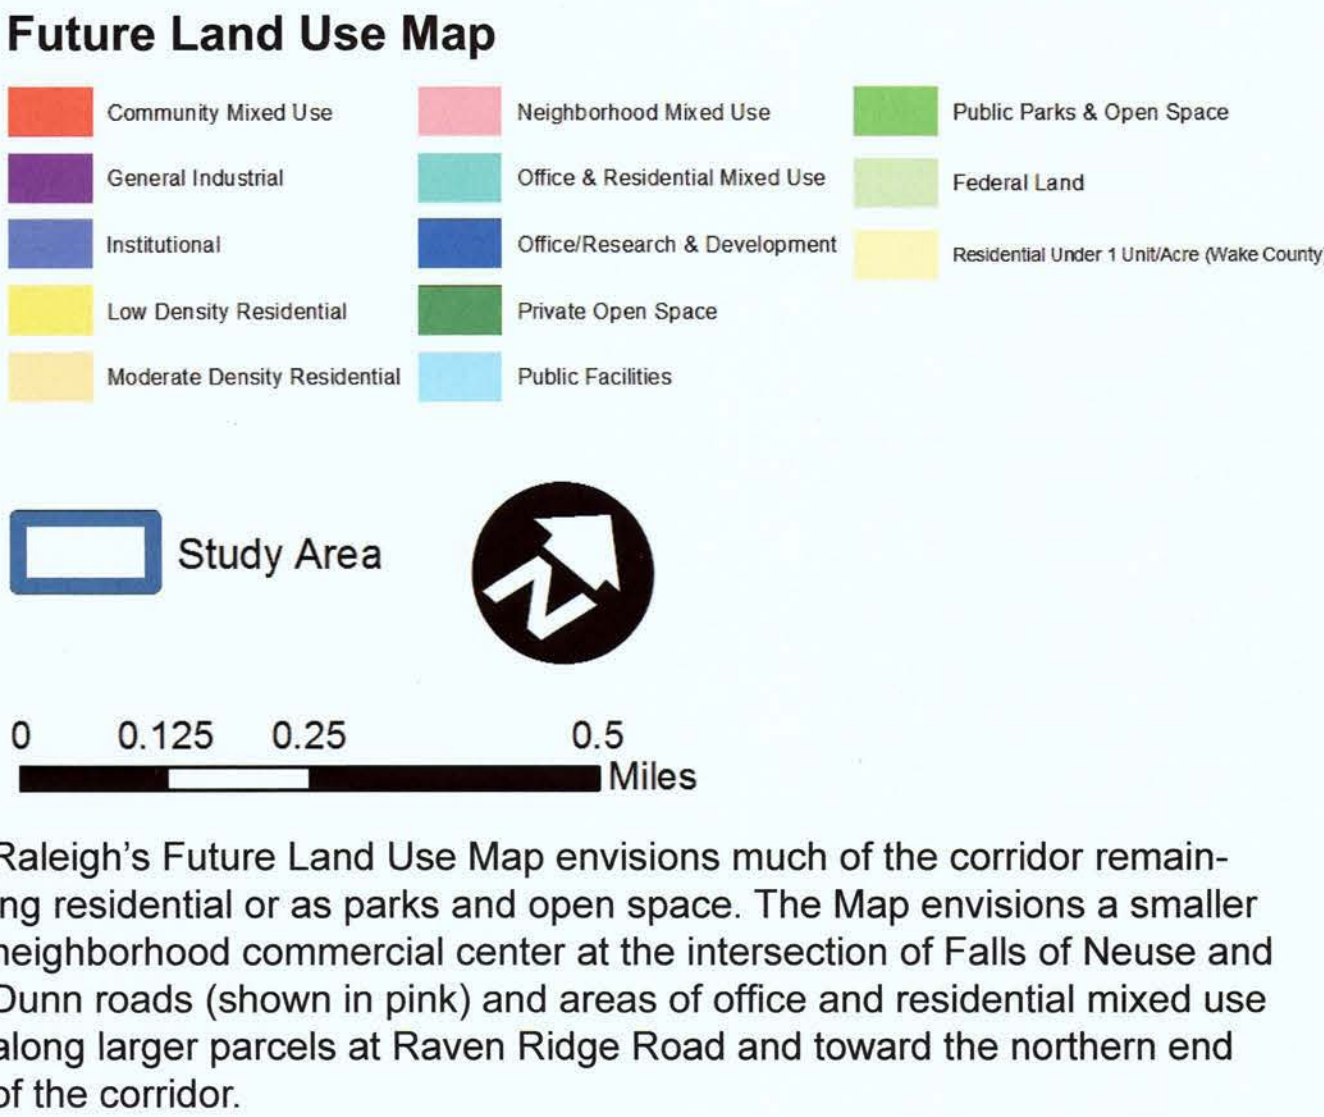 Future Land Use Map
Community Mixed Use
General Industrial
Institutional
Low Density Residential
Moderate Density Residential
Neighborhood Mixed Use
Office & Residential Mixed Use
Office/Research & Development
Private Open Space
Public Facilities
Public Parks & Open Space
Federal Land
Residential Under 1 Unit/Acre (Wake County)
Study Area
N
0 0.125 0.25 0.5
Miles
Raleigh's Future Land Use Map envisions much of the corridor remain-
ing residential or as parks and open space. The Map envisions a smaller
neighborhood commercial center at the intersection of Falls of Neuse and
Dunn roads (shown in pink) and areas of office and residential mixed use
along larger parcels at Raven Ridge Road and toward the northern end
of the corridor.